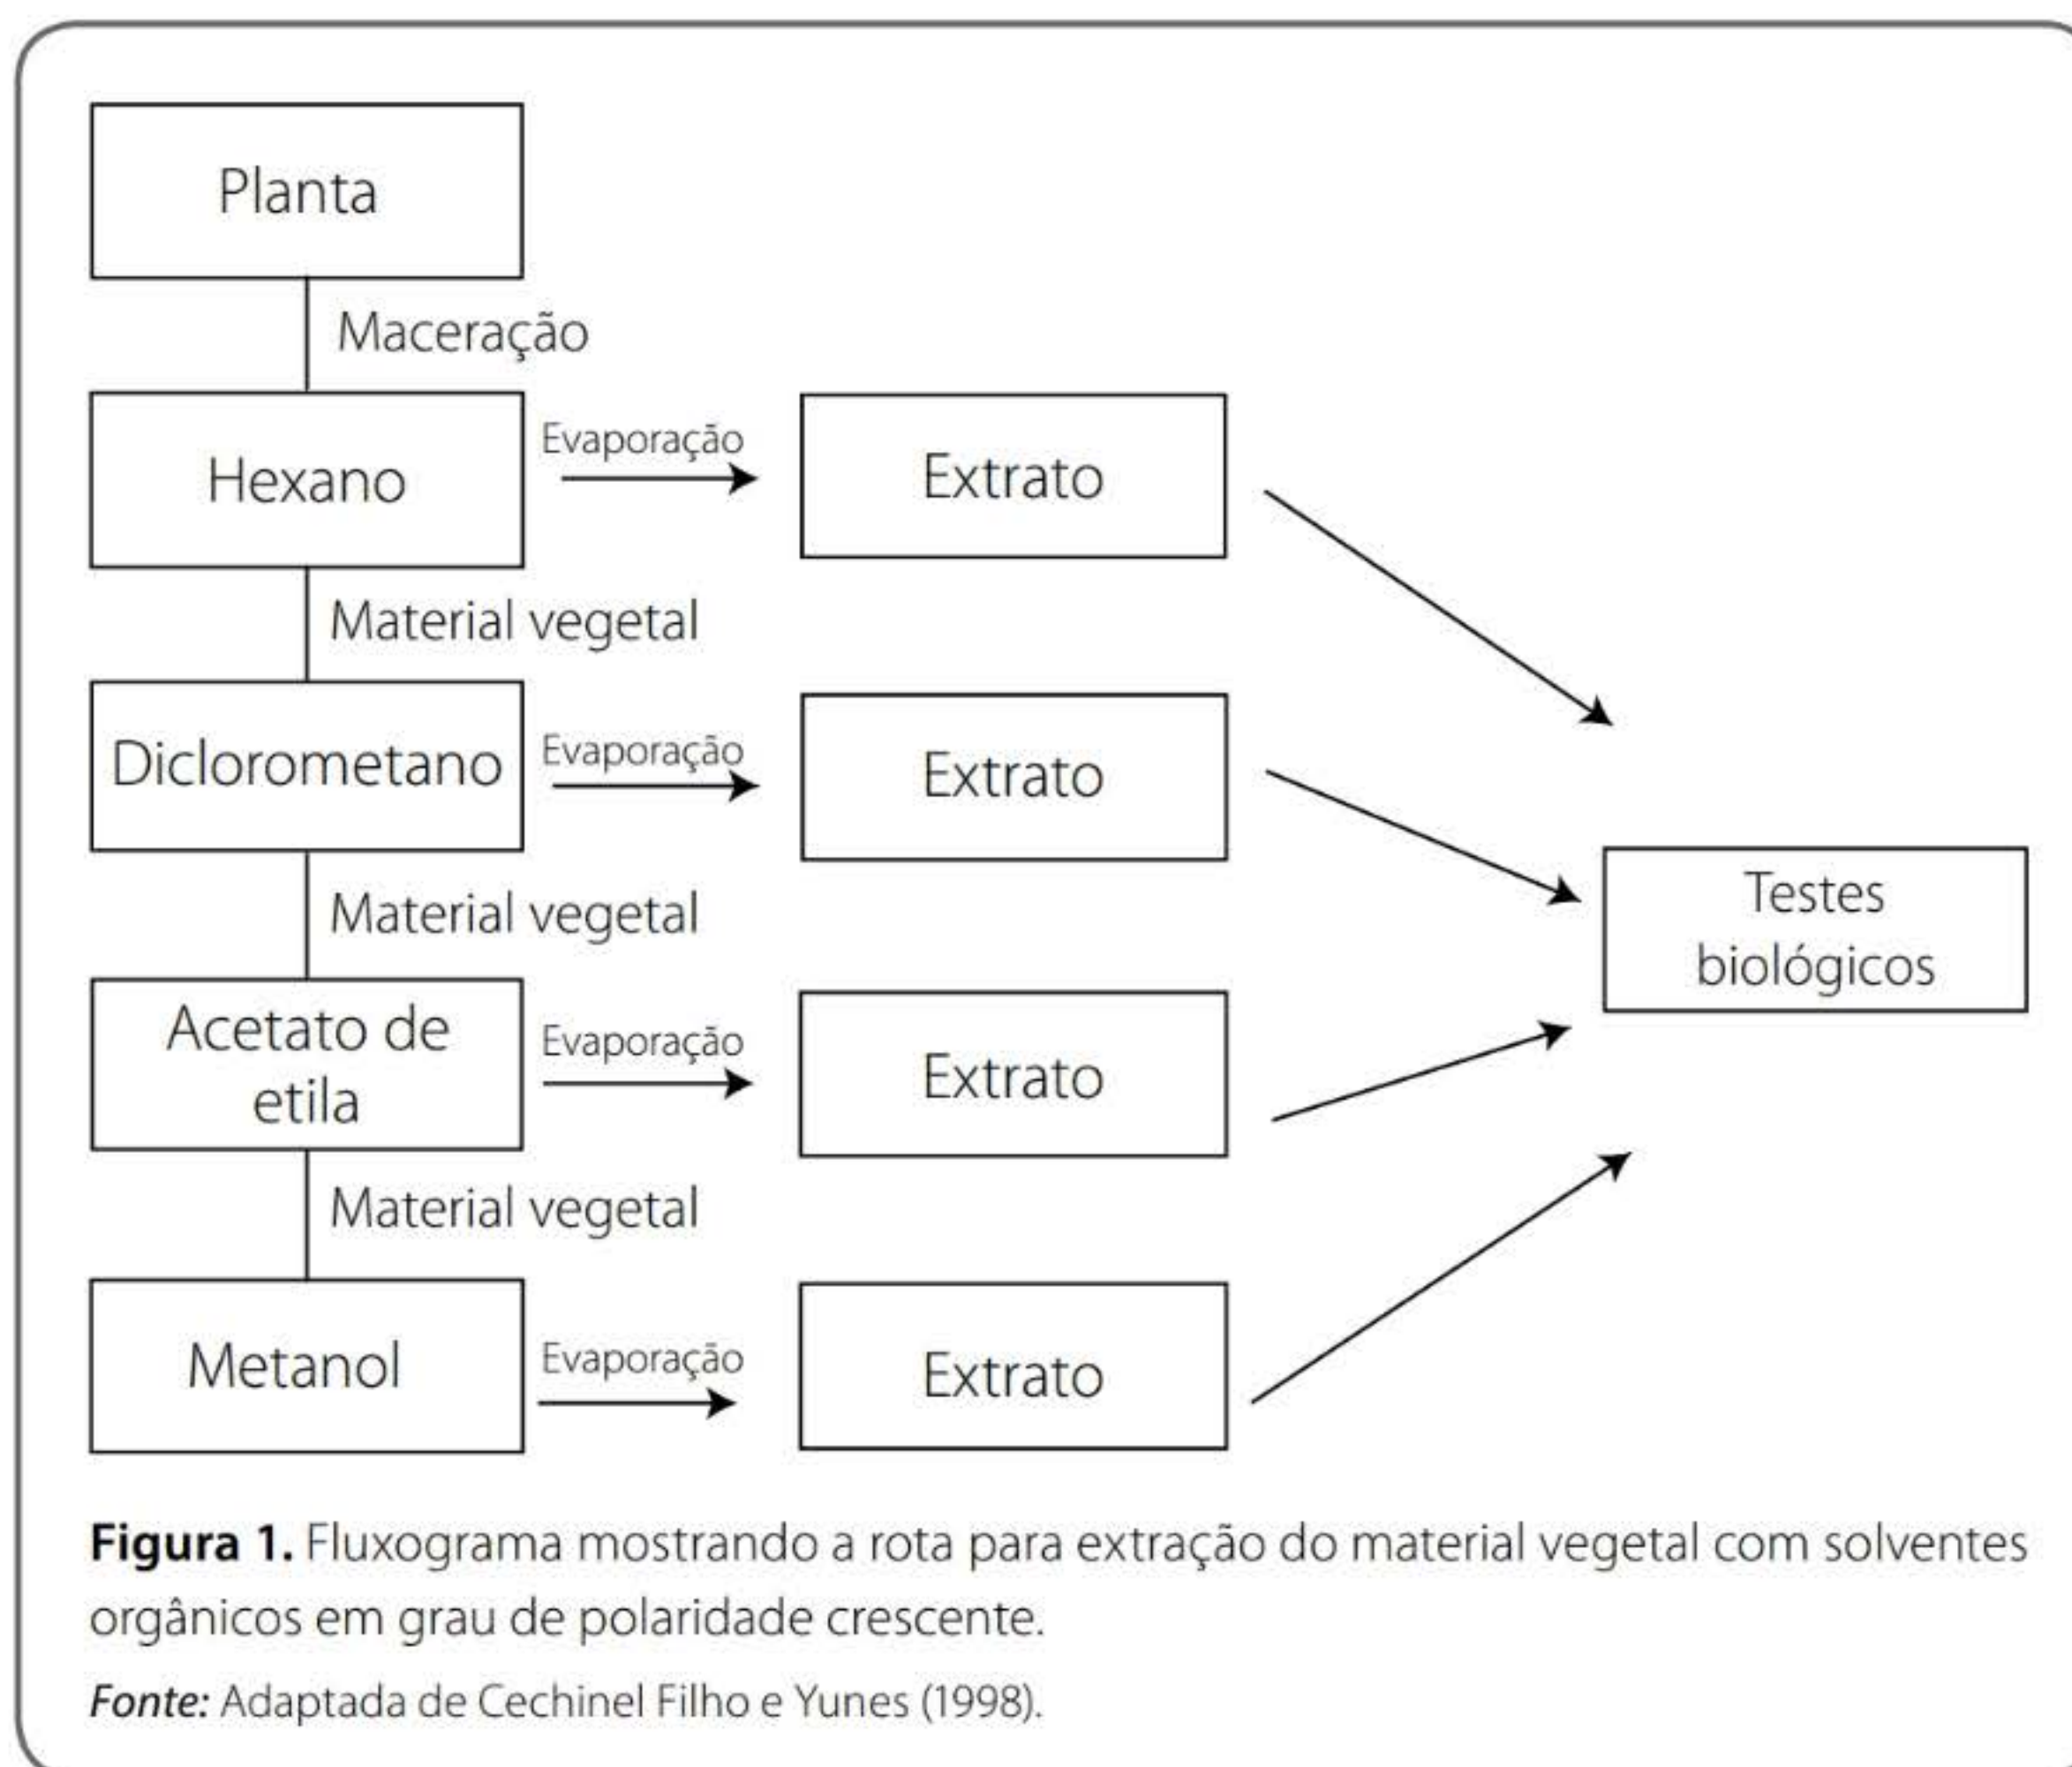 Planta
Maceração
Hexano
Evaporação
Extrato
Material vegetal
Diclorometano
Evaporação
Extrato
Material vegetal
Acetato de
etila
Evaporação
Extrato
Material vegetal
Metanol
Evaporação
Extrato
Testes
biológicos
Figura 1. Fluxograma mostrando a rota para extração do material vegetal com solventes
orgânicos em grau de polaridade crescente.
Fonte: Adaptada de Cechinel Filho e Yunes (1998).